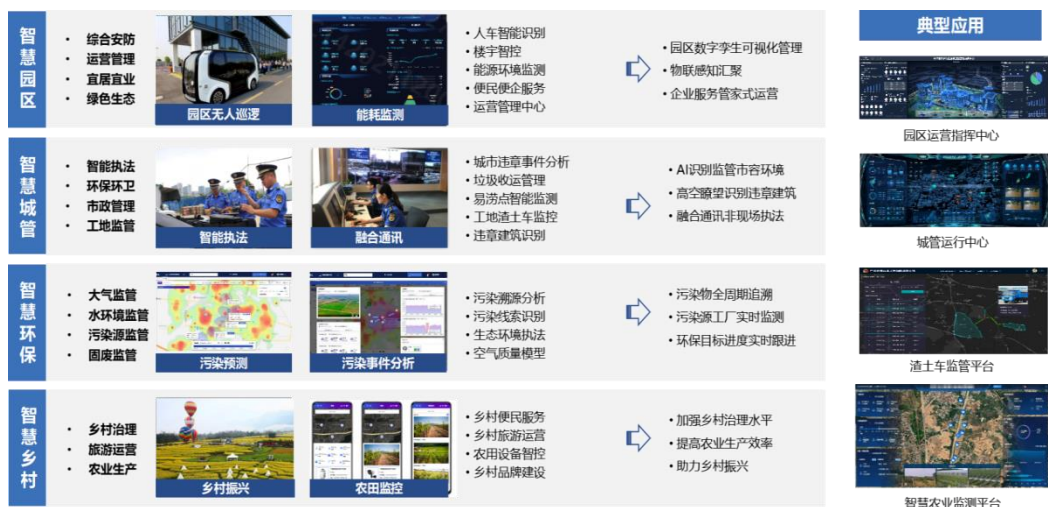 智慧园区
· 综合安防
· 运营管理
· 宜居宜业
· 绿色生态
园区无人巡逻
能耗监测
• 人车智能识别
• 楼宇智控
• 能源环境监测
• 便民便企服务
• 运营管理中心
• 园区数字孪生可视化管理
• 物联感知汇聚
• 企业服务管家式运营
智慧城管
· 智能执法
· 环保环卫
· 市政管理
· 工地监管
智能执法
融合通讯
• 城市违章事件分析
• 垃圾收运管理
• 易涝点智能监测
• 工地渣土车监控
• 违章建筑识别
• AI识别监管市容环境
• 高空瞭望识别违章建筑
• 融合通讯非现场执法
智慧环保
· 大气监管
· 水环境监管
· 污染源监管
· 固废监管
污染预测
污染事件分析
• 污染溯源分析
• 污染线索识别
• 生态环境执法
• 空气质量模型
• 污染物全周期追溯
• 污染源工厂实时监测
• 环保目标进度实时跟进
智慧乡村
· 乡村治理
· 旅游运营
· 农业生产
乡村振兴
农田监控
• 乡村便民服务
• 乡村旅游运营
• 农用设备智控
• 乡村品牌建设
• 加强乡村治理水平
• 提高农业生产效率
• 助力乡村振兴
典型应用
园区运营指挥中心
城管运行中心
渣土车监管平台
智慧农业监测平台